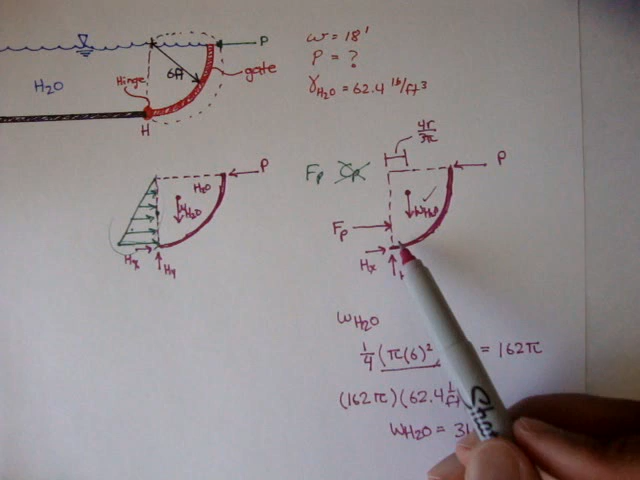 P
6ft
gate
H2O
Hinge
H
w = 18'
P = ?
γH2O = 62.4 lb/ft³
P
H2O
WH2O
Hx
Hy
4r/3π
Fp
P
WH2O
Fp
Hx
WH2O
1/4 (π(6)² = 162π
(162π)(62.4
WH2O = 31
Shar